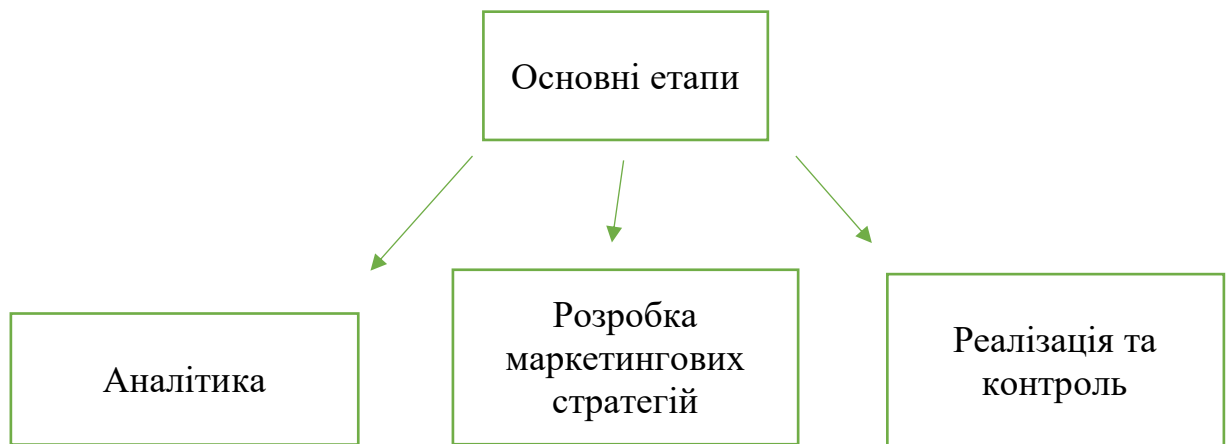 Основні етапи
Аналітика
Розробка
маркетингових
стратегій
Реалізація та
контроль